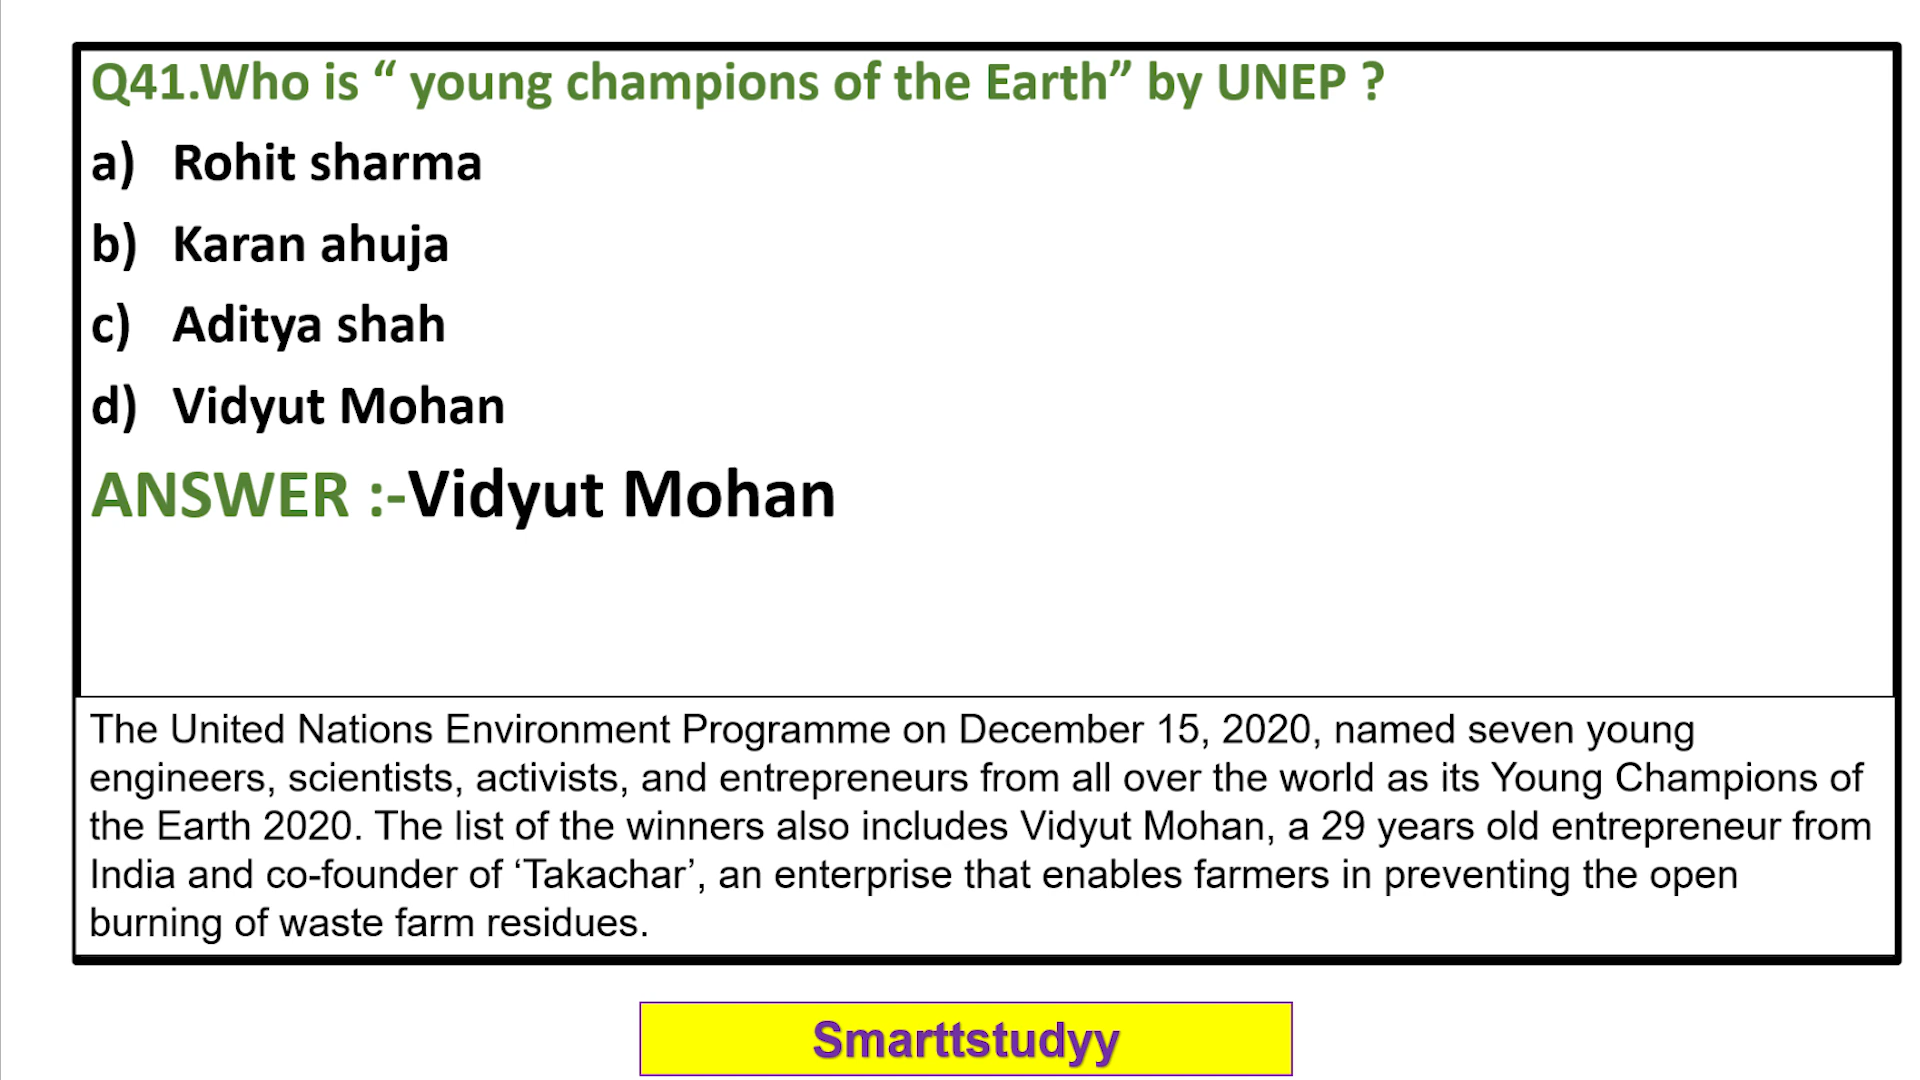 Q41.Who is “ young champions of the Earth” by UNEP ?
a) Rohit sharma
b) Karan ahuja
c) Aditya shah
d) Vidyut Mohan
ANSWER :-Vidyut Mohan
The United Nations Environment Programme on December 15, 2020, named seven young
engineers, scientists, activists, and entrepreneurs from all over the world as its Young Champions of
the Earth 2020. The list of the winners also includes Vidyut Mohan, a 29 years old entrepreneur from
India and co-founder of ‘Takachar’, an enterprise that enables farmers in preventing the open
burning of waste farm residues.
Smarttstudyy